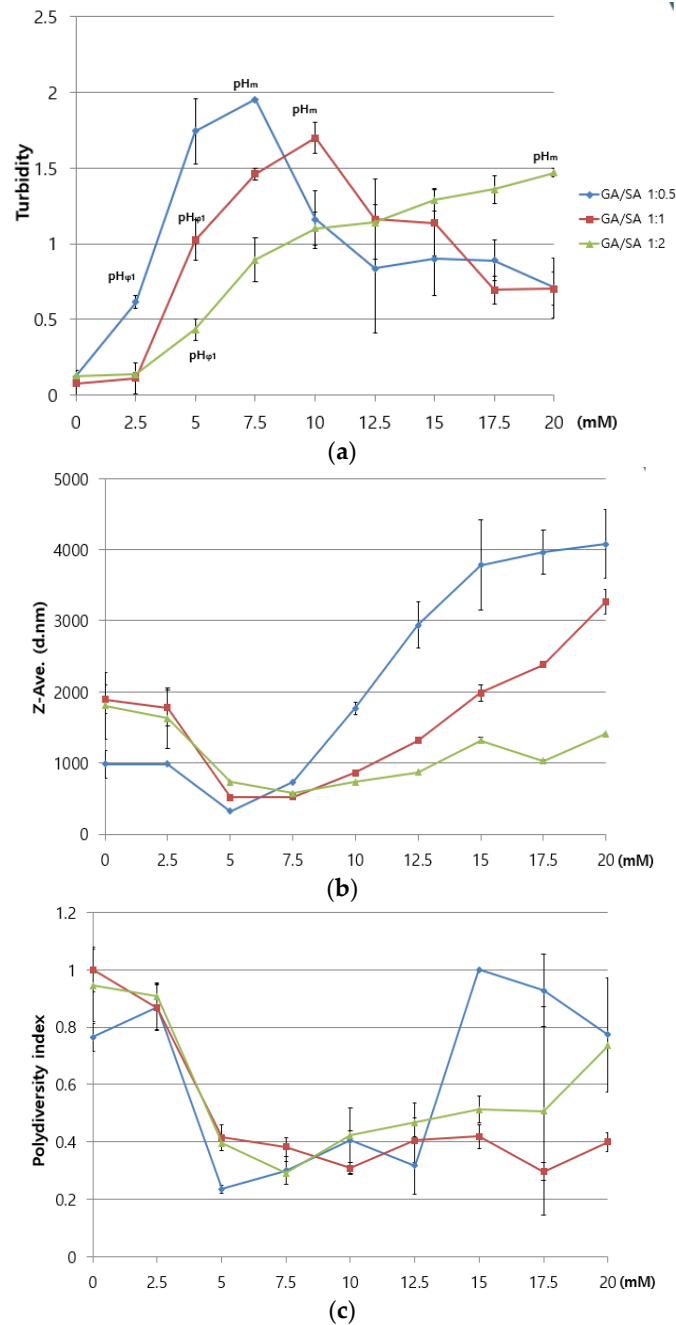 2.5
2
1.5
1
0.5
0
Turbidity
pHφ1
pHφ1
pHφ1
pHm
pHm
pHm
GA/SA 1:0.5
GA/SA 1:1
GA/SA 1:2
0 2.5 5 7.5 10 12.5 15 17.5 20 (mM)
(a)
5000
4000
3000
2000
1000
0
Z-Ave. (d.nm)
0 2.5 5 7.5 10 12.5 15 17.5 20 (mM)
(b)
1.2
1
0.8
0.6
0.4
0.2
0
Polydiversity index
0 2.5 5 7.5 10 12.5 15 17.5 20 (mM)
(c)